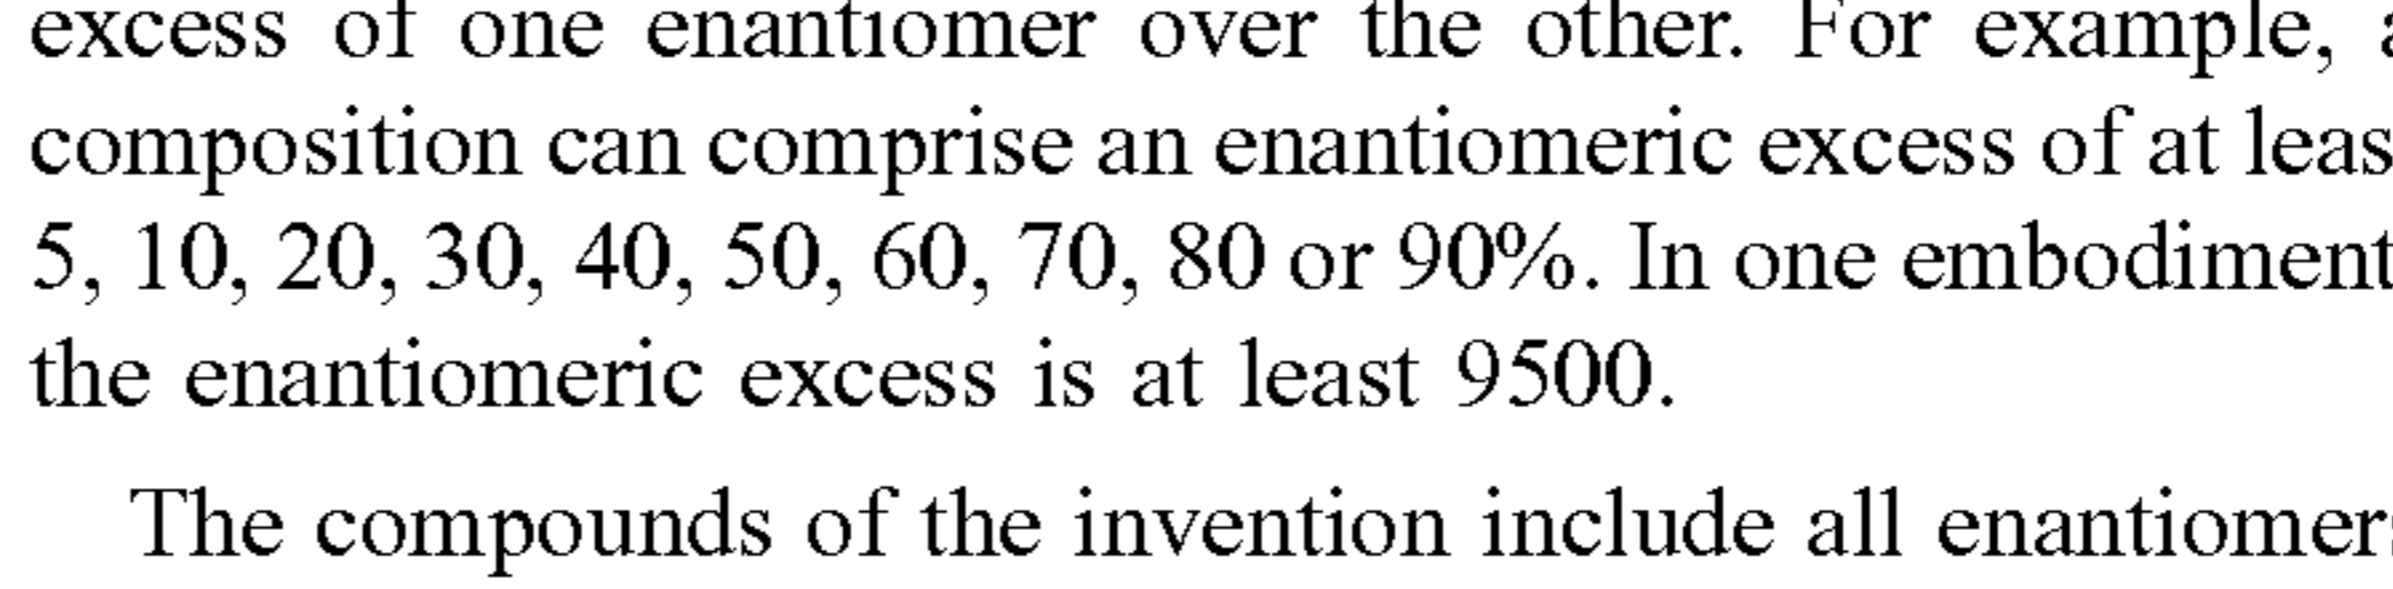 excess of one enantiomer over the other. For example, a
composition can comprise an enantiomeric excess of at leas
5, 10, 20, 30, 40, 50, 60, 70, 80 or 90%. In one embodiment
the enantiomeric excess is at least 9500.
The compounds of the invention include all enantiomers